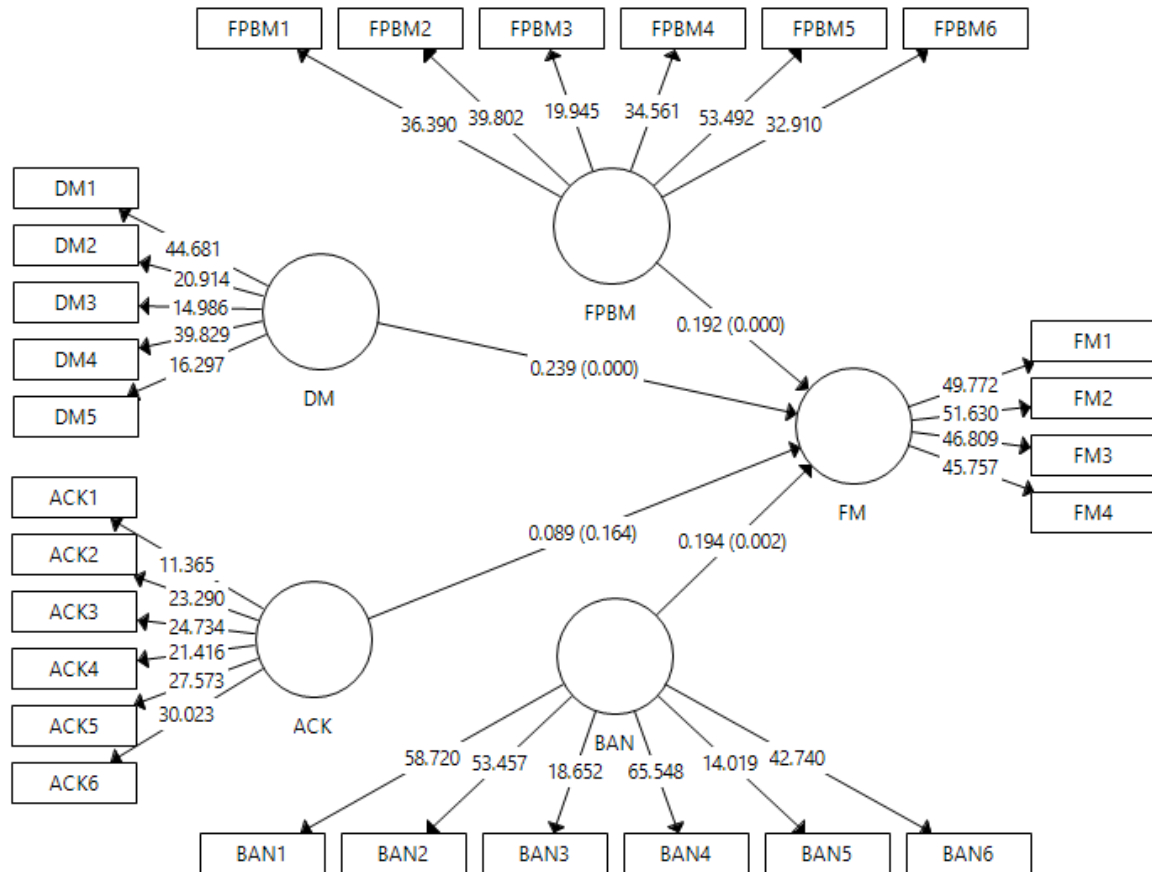 FPBM1 FPBM2 FPBM3 FPBM4 FPBM5 FPBM6
36.390 39.802 19.945 34.561 53.492 32.910
FPBM
DM1
DM2
DM3
DM4
DM5
44.681
20.914
14.986
39.829
16.297
DM
0.192 (0.000)
0.239 (0.000)
FM1
FM2
FM3
FM4
49.772
51.630
46.809
45.757
FM
ACK1
ACK2
ACK3
ACK4
ACK5
ACK6
11.365
23.290
24.734
21.416
27.573
30.023
ACK
0.089 (0.164)
0.194 (0.002)
BAN
58.720 53.457 18.652 65.548 14.019 42.740
BAN1 BAN2 BAN3 BAN4 BAN5 BAN6